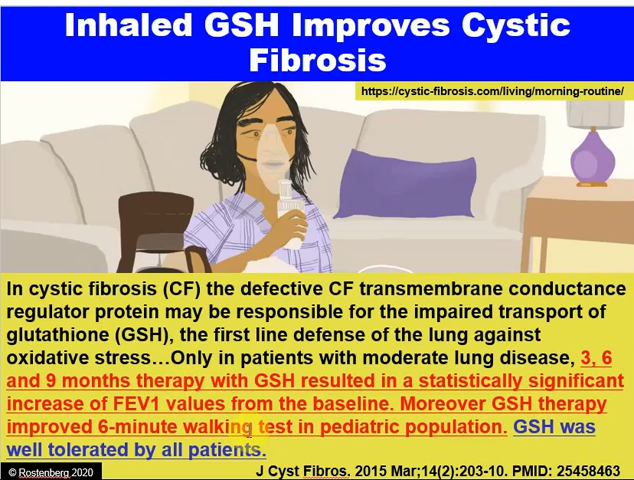 Inhaled GSH Improves Cystic
Fibrosis
https://cystic-fibrosis.com/living/morning-routine/
In cystic fibrosis (CF) the defective CF transmembrane conductance
regulator protein may be responsible for the impaired transport of
glutathione (GSH), the first line defense of the lung against
oxidative stress…Only in patients with moderate lung disease, 3, 6
and 9 months therapy with GSH resulted in a statistically significant
increase of FEV1 values from the baseline. Moreover GSH therapy
improved 6-minute walking test in pediatric population. GSH was
well tolerated by all patients.
© Rostenberg 2020
J Cyst Fibros. 2015 Mar;14(2):203-10. PMID: 25458463